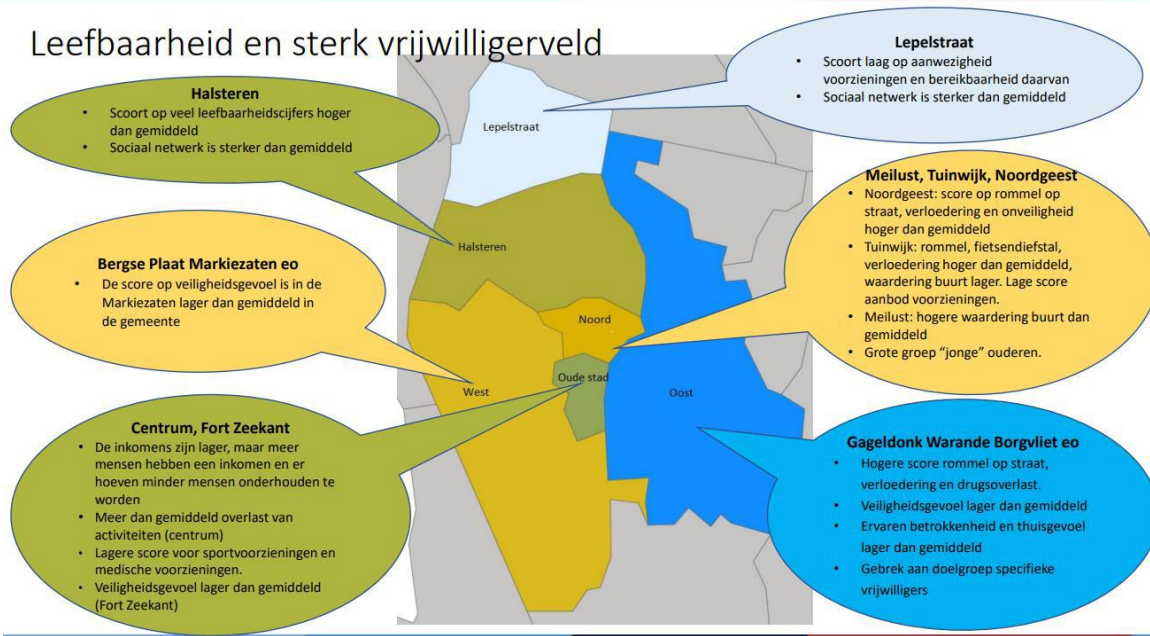 Leefbaarheid en sterk vrijwilligerveld
Lepelstraat
• Scoort laag op aanwezigheid
voorzieningen en bereikbaarheid daarvan
• Sociaal netwerk is sterker dan gemiddeld
Halsteren
• Scoort op veel leefbaarheidscijfers hoger
dan gemiddeld
• Sociaal netwerk is sterker dan gemiddeld
Lepelstraat
Halsteren
Noord
Oude stad
West
Oost
Meilust, Tuinwijk, Noordgeest
• Noordgeest: score op rommel op
straat, verloedering en onveiligheid
hoger dan gemiddeld
• Tuinwijk: rommel, fietsendiefstal,
verloedering hoger dan gemiddeld,
waardering buurt lager. Lage score
aanbod voorzieningen.
• Meilust: hogere waardering buurt dan
gemiddeld
• Grote groep “jonge” ouderen.
Bergse Plaat Markiezaten eo
• De score op veiligheidsgevoel is in de
Markiezaten lager dan gemiddeld in
de gemeente
Centrum, Fort Zeekant
• De inkomens zijn lager, maar meer
mensen hebben een inkomen en er
hoeven minder mensen onderhouden te
worden
• Meer dan gemiddeld overlast van
activiteiten (centrum)
• Lagere score voor sportvoorzieningen en
medische voorzieningen.
• Veiligheidsgevoel lager dan gemiddeld
(Fort Zeekant)
Gageldonk Warande Borgvliet eo
• Hogere score rommel op straat,
verloedering en drugsoverlast.
• Veiligheidsgevoel lager dan gemiddeld
• Ervaren betrokkenheid en thuisgevoel
lager dan gemiddeld
• Gebrek aan doelgroep specifieke
vrijwilligers